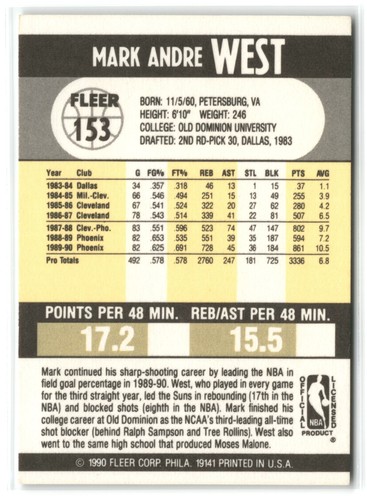 MARK ANDRE WEST
FLEER
153
BORN: 11/5/60, PETERSBURG, VA
HEIGHT: 6'10" WEIGHT: 246
COLLEGE: OLD DOMINION UNIVERSITY
DRAFTED: 2ND RD-PICK 30, DALLAS, 1983
Year Club G FG% FT% REB AST STL BLK PTS AVG
1983-84 Dallas 34 .357 .318 46 13 1 15 37 1.1
1984-85 Mil.-Clev. 66 .546 .494 251 15 13 49 255 3.9
1985-86 Cleveland 67 .541 .524 322 20 27 62 280 4.2
1986-87 Cleveland 78 .543 .514 339 41 22 81 507 6.5
1987-88 Clev.-Pho. 83 .551 .596 523 74 47 147 802 9.7
1988-89 Phoenix 82 .653 .535 551 39 35 187 594 7.2
1989-90 Phoenix 82 .625 .691 728 45 36 184 861 10.5
Pro Totals 492 .578 .578 2760 247 181 725 3336 6.8
POINTS PER 48 MIN. REB/AST PER 48 MIN.
17.2 15.5
Mark continued his sharp-shooting career by leading the NBA in
field goal percentage in 1989-90. West, who played in every game
for the third straight year, led the Suns in rebounding (17th in the
NBA) and blocked shots (eighth in the NBA). Mark finished his
college career at Old Dominion as the NCAA's third-leading all-time
shot blocker (behind Ralph Sampson and Tree Rollins). West also
went to the same high school that produced Moses Malone.
OFFICIAL LICENSED
NBA
PRODUCT
© 1990 FLEER CORP. PHILA. 19141 PRINTED IN U.S.A.